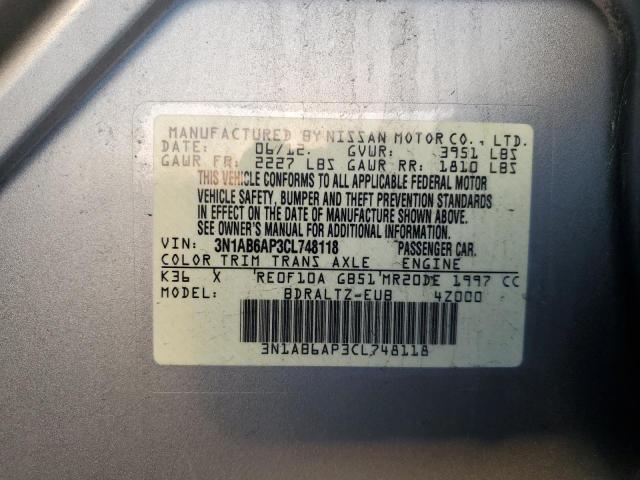 MANUFACTURED BY NISSAN MOTOR CO., LTD.
DATE: 06/12. GVWR: 3951 LBS
GAWR FR: 2227 LBS GAWR RR: 1810 LBS
THIS VEHICLE CONFORMS TO ALL APPLICABLE FEDERAL MOTOR
VEHICLE SAFETY, BUMPER AND THEFT PREVENTION STANDARDS
IN EFFECT ON THE DATE OF MANUFACTURE SHOWN ABOVE.
SEE OWNER'S MANUAL FOR ADDITIONAL INFORMATION.
VIN: 3N1AB6AP3CL748118 PASSENGER CAR.
COLOR TRIM TRANS AXLE ENGINE
K36 X RE0F10A GB51 MR20DE 1997 CC
MODEL: BDRALTZ-EUB 4Z000
3N1AB6AP3CL748118